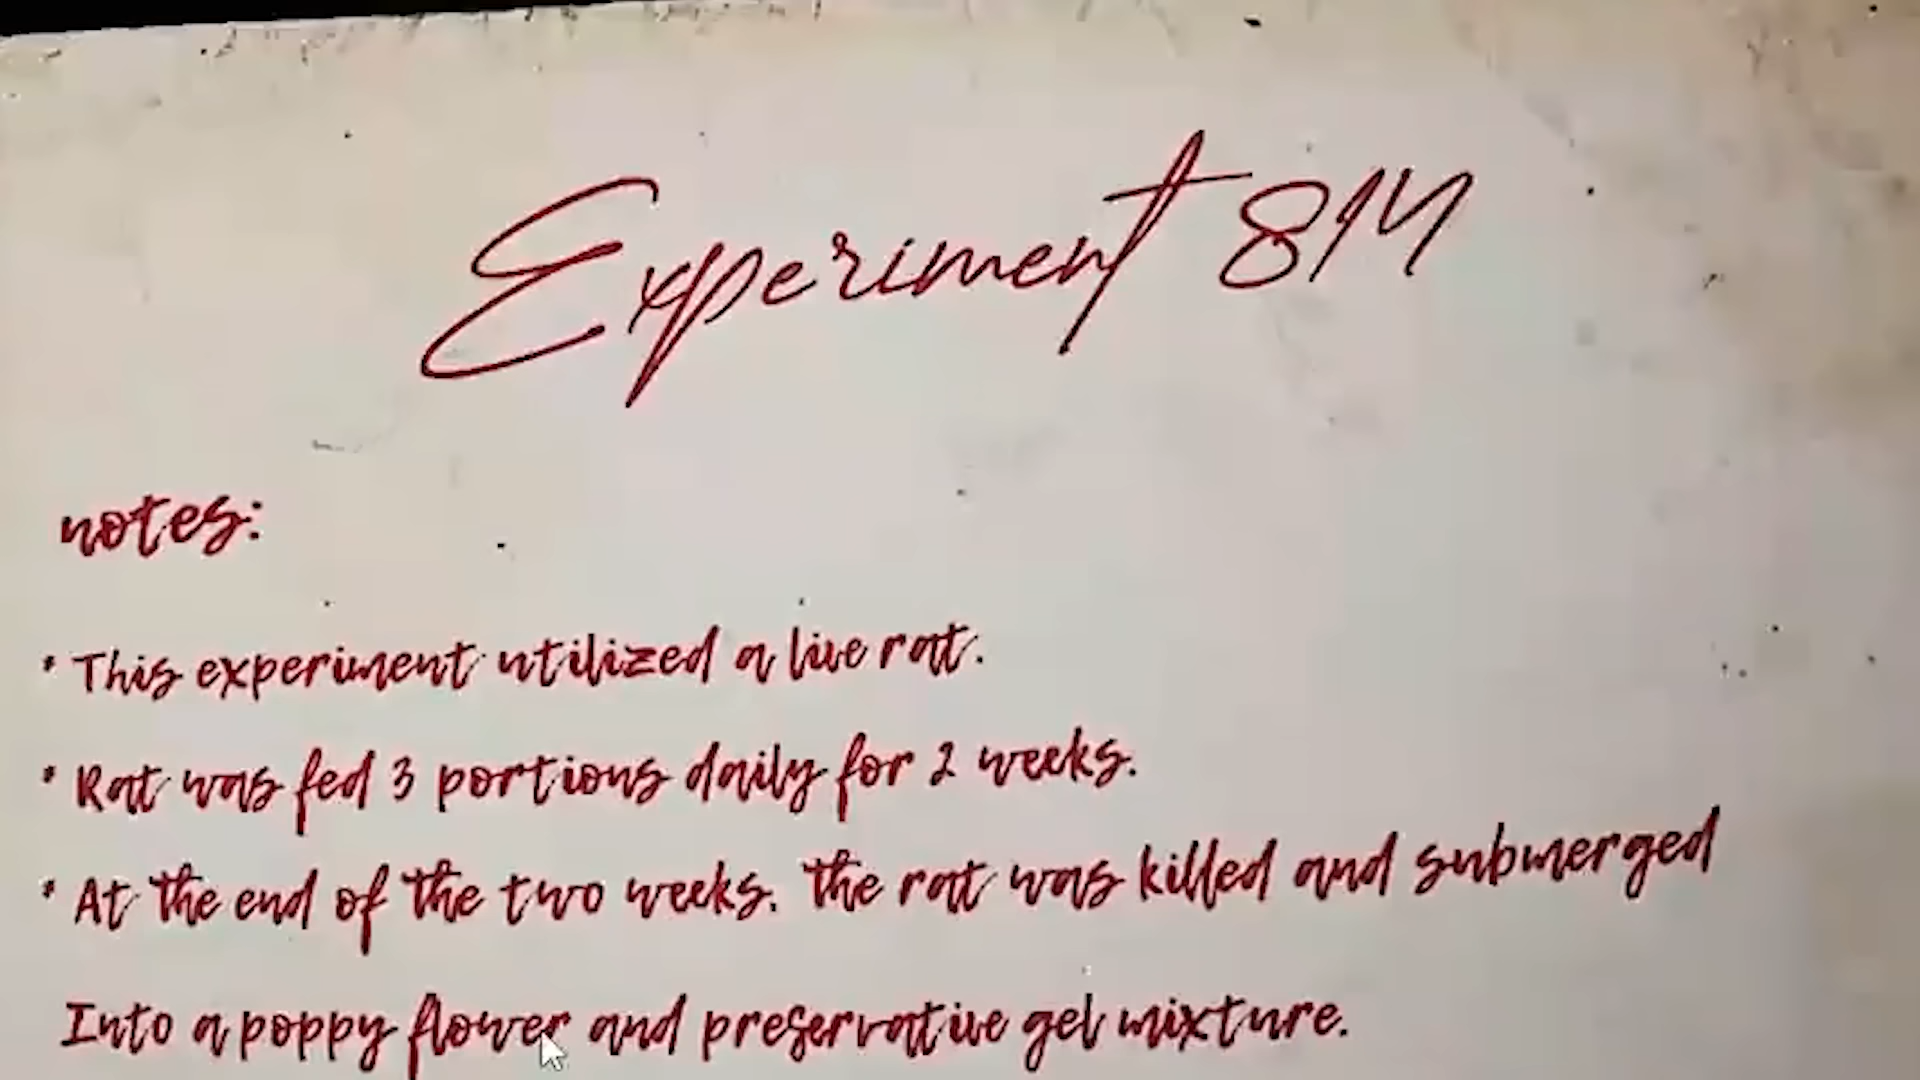 Experiment 814
notes:
* This experiment utilized a live rat.
* Rat was fed 3 portions daily for 2 weeks.
* At the end of the two weeks, the rat was killed and submerged
Into a poppy flower and preservative gel mixture.